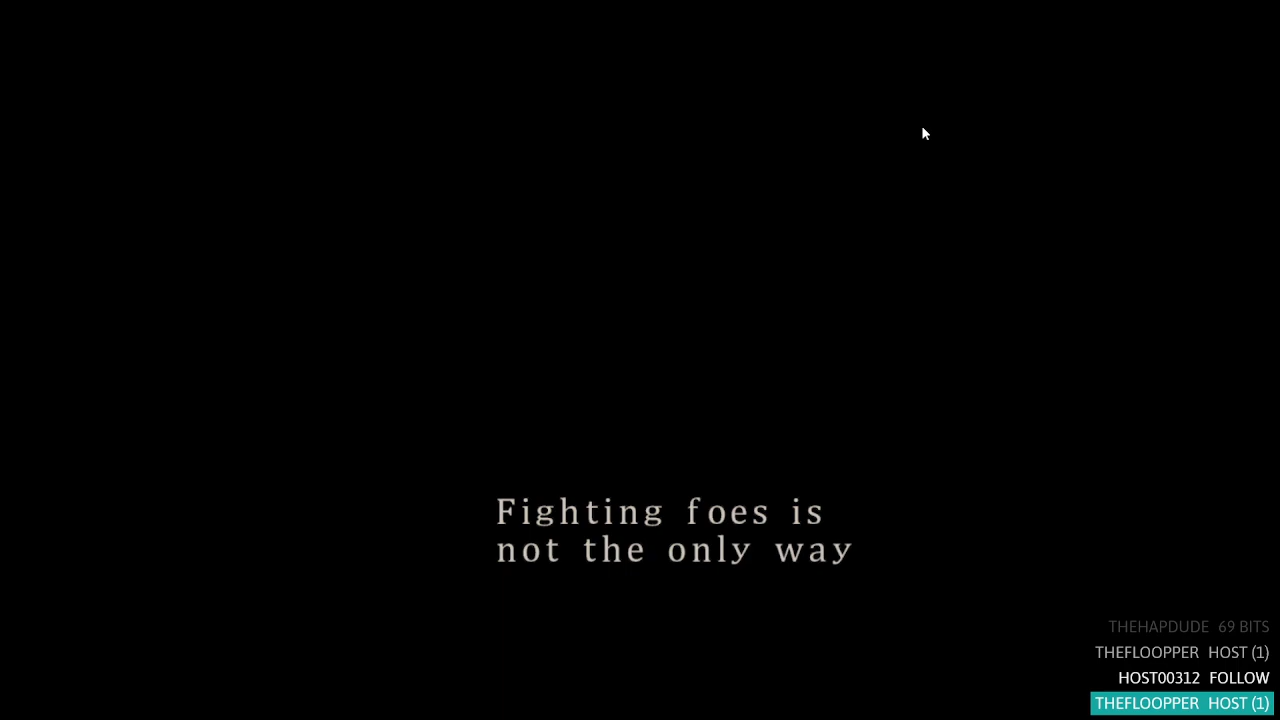 Fighting foes is
not the only way
THEHAPDUDE 69 BITS
THEFLOOPPER HOST (1)
HOST00312 FOLLOW
THEFLOOPPER HOST (1)